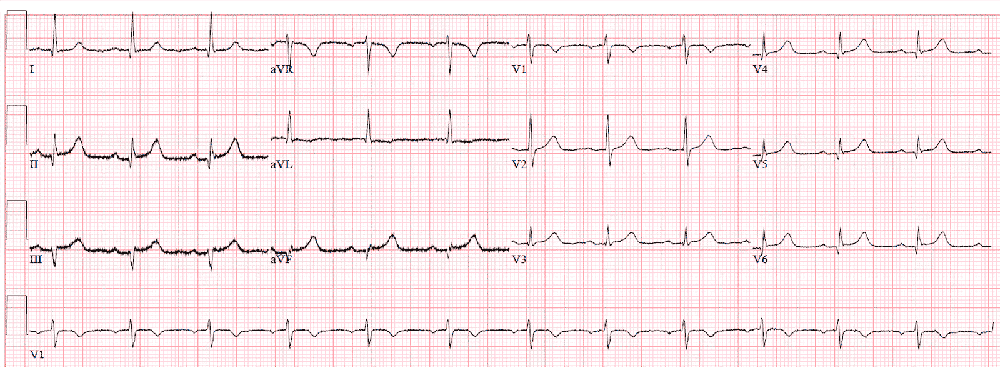 I aVR V1 V4
II aVL V2 V5
III aVF V3 V6
V1